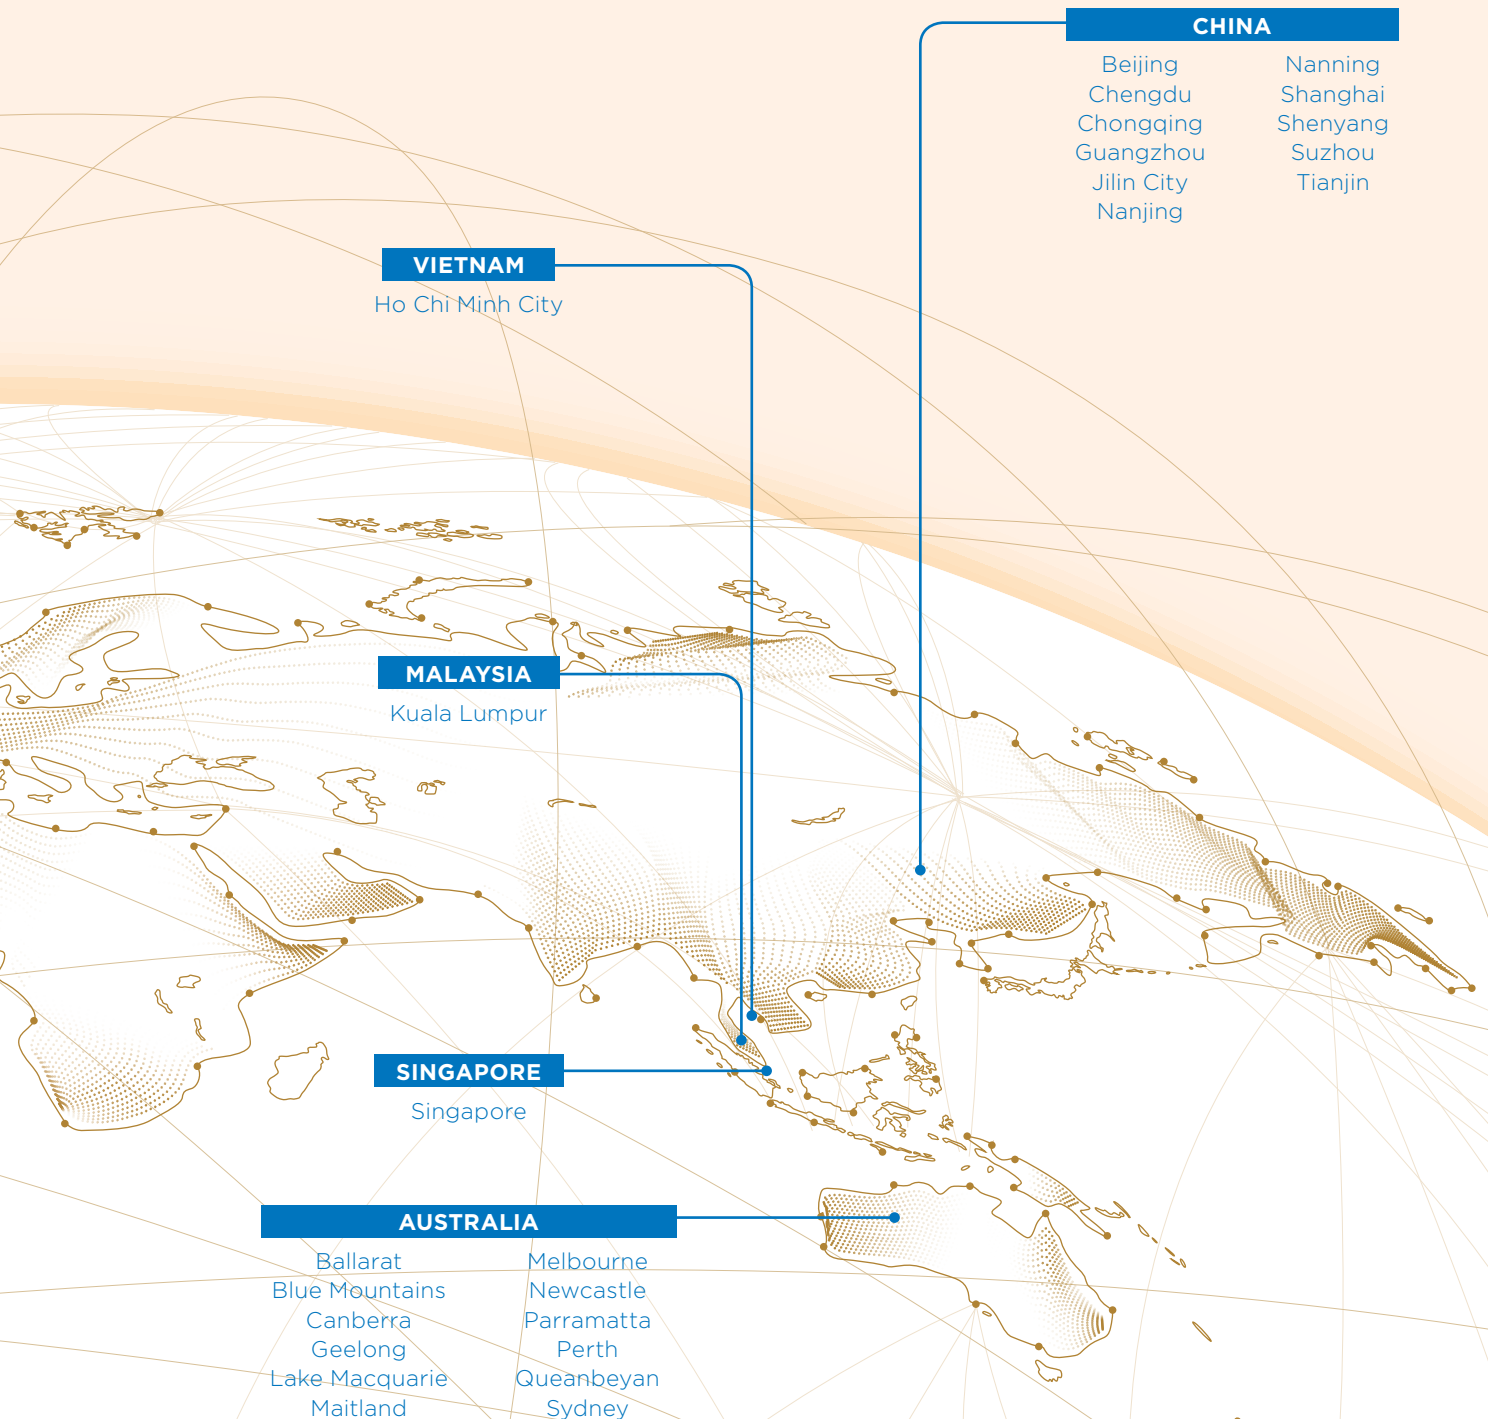 CHINA
Beijing
Chengdu
Chongqing
Guangzhou
Jilin City
Nanjing
Nanning
Shanghai
Shenyang
Suzhou
Tianjin
VIETNAM
Ho Chi Minh City
MALAYSIA
Kuala Lumpur
SINGAPORE
Singapore
AUSTRALIA
Ballarat
Blue Mountains
Canberra
Geelong
Lake Macquarie
Maitland
Melbourne
Newcastle
Parramatta
Perth
Queanbeyan
Sydney